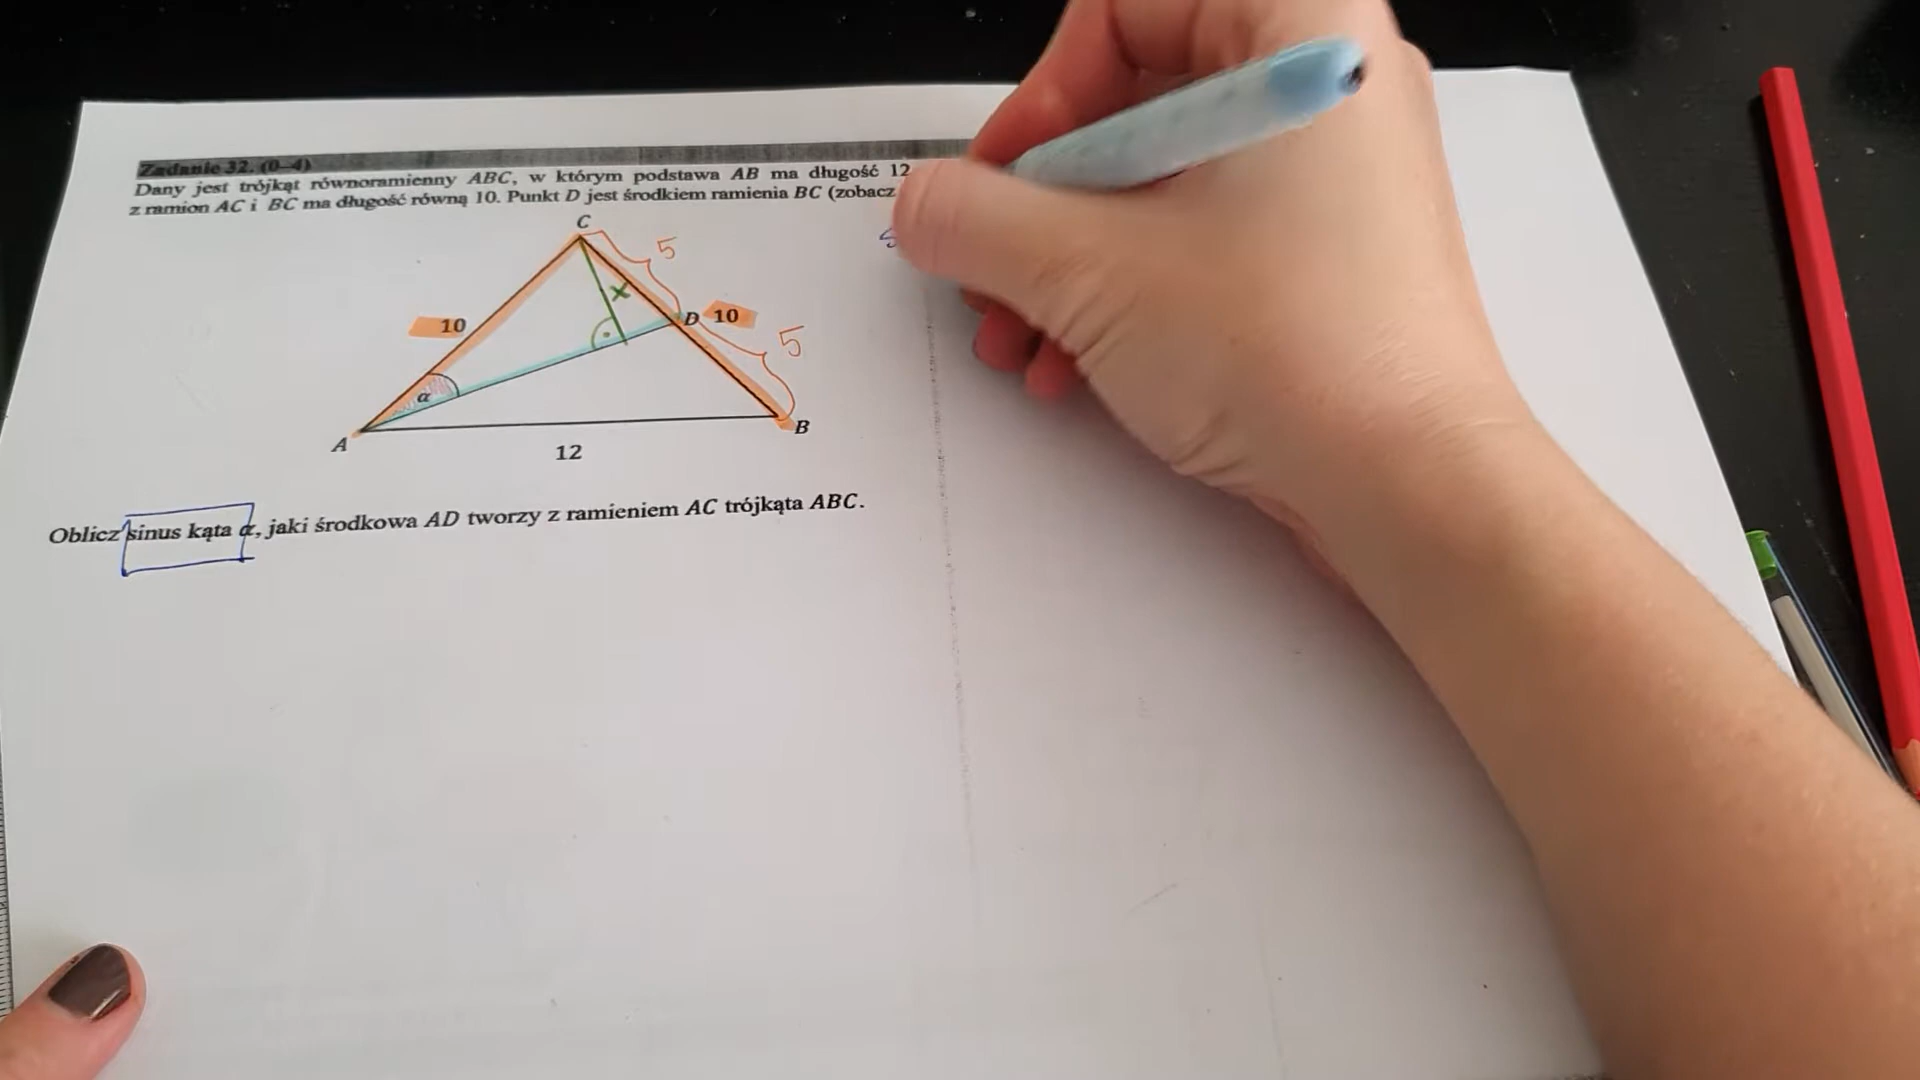 Zadanie 32. (0–4)
Dany jest trójkąt równoramienny ABC, w którym podstawa AB ma długość 12
z ramion AC i BC ma długość równą 10. Punkt D jest środkiem ramienia BC (zobacz
C
5
x
10
D 10
5
α
A
B
12
Oblicz sinus kąta α, jaki środkowa AD tworzy z ramieniem AC trójkąta ABC.